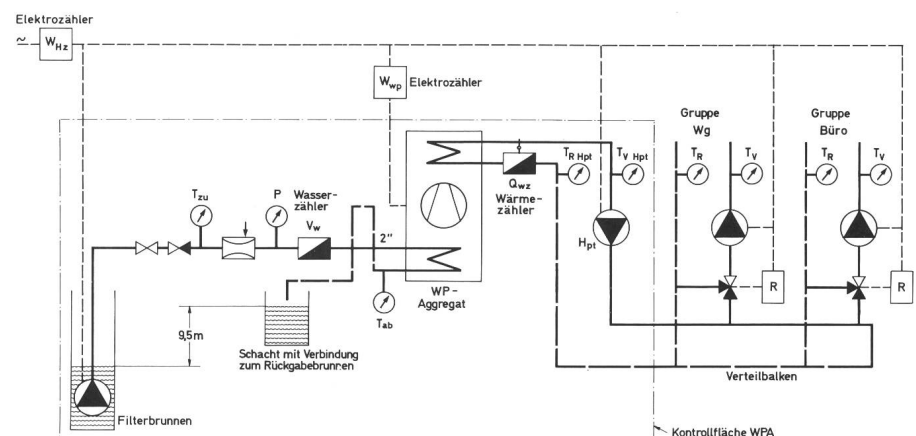 Elektrozähler
~
W_Hz
W_wp
Elektrozähler
Gruppe
Wg
Gruppe
Büro
T_R
T_V
T_R
T_V
T_R Hpt
T_V Hpt
Q_wz
Wärme-
zähler
T_zu
P
Wasser-
zähler
V_w
2"
H_pt
WP-
Aggregat
T_ab
R
R
9,5m
Schacht mit Verbindung
zum Rückgabebrunnen
Verteilbalken
Filterbrunnen
Kontrollfläche WPA